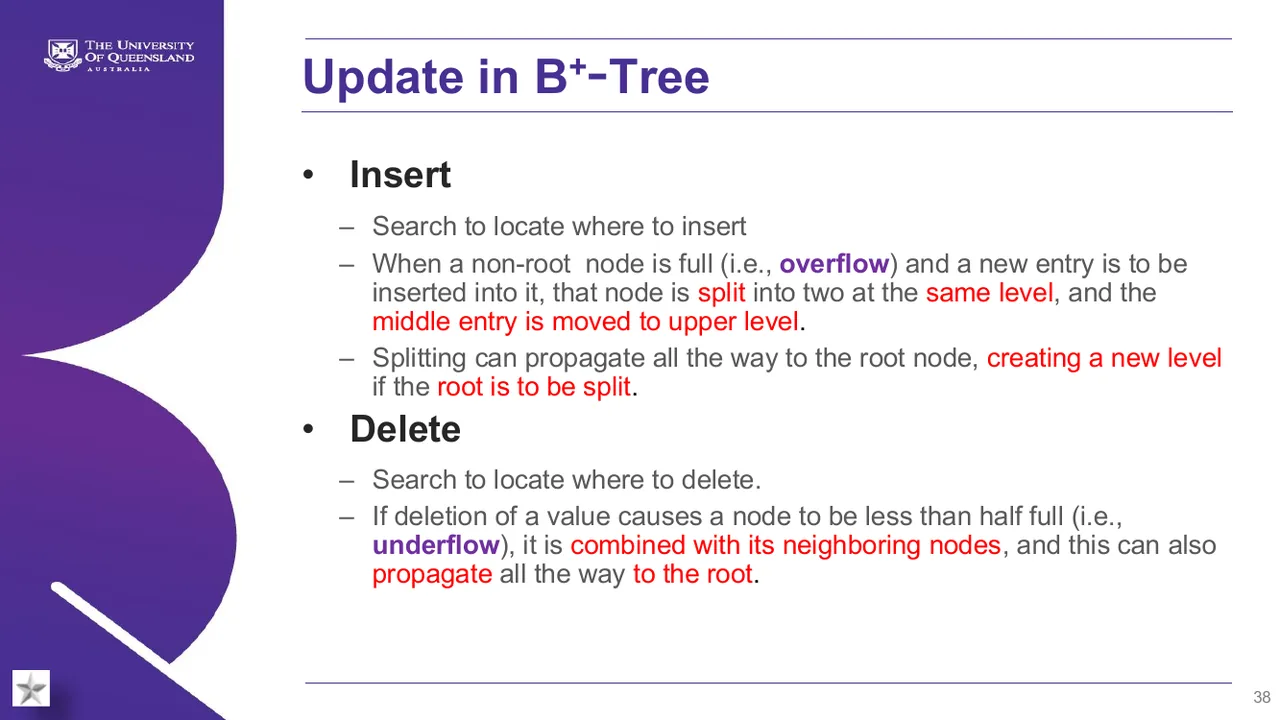 THE UNIVERSITY
OF QUEENSLAND
AUSTRALIA
Update in B+-Tree
• Insert
– Search to locate where to insert
– When a non-root node is full (i.e., overflow) and a new entry is to be
inserted into it, that node is split into two at the same level, and the
middle entry is moved to upper level.
– Splitting can propagate all the way to the root node, creating a new level
if the root is to be split.
• Delete
– Search to locate where to delete.
– If deletion of a value causes a node to be less than half full (i.e.,
underflow), it is combined with its neighboring nodes, and this can also
propagate all the way to the root.
38